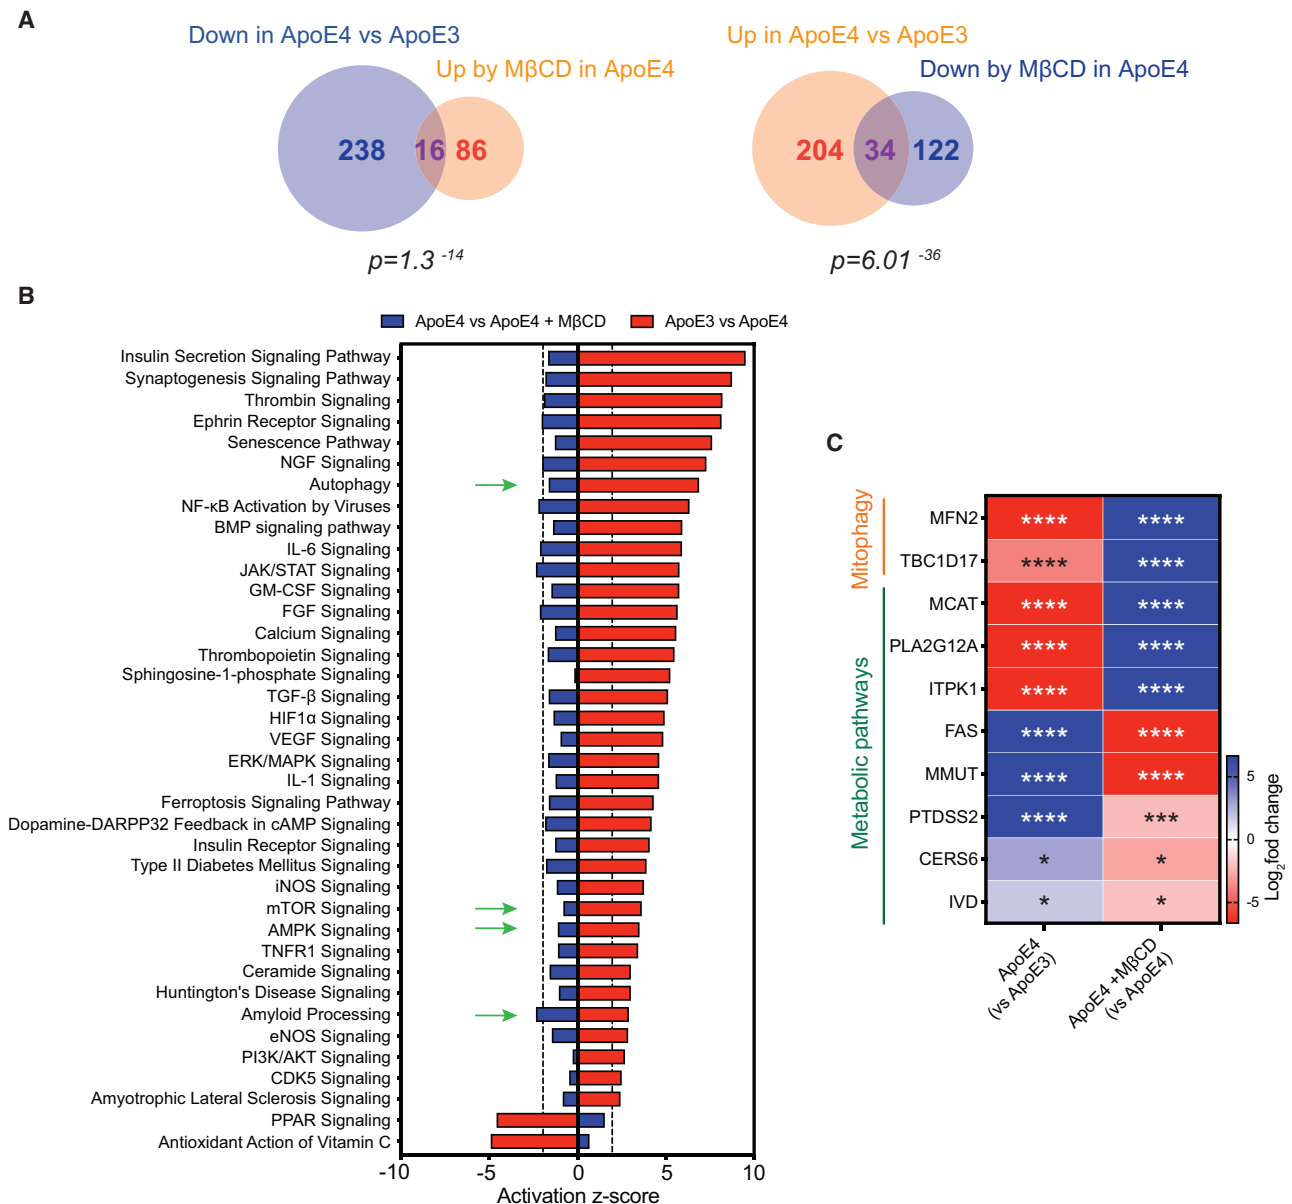 A
Down in ApoE4 vs ApoE3
Up by MβCD in ApoE4
238
16
86
p=1.3 -14
Up in ApoE4 vs ApoE3
Down by MβCD in ApoE4
204
34
122
p=6.01 -36
B
ApoE4 vs ApoE4 + MβCD
ApoE3 vs ApoE4
Insulin Secretion Signaling Pathway
Synaptogenesis Signaling Pathway
Thrombin Signaling
Ephrin Receptor Signaling
Senescence Pathway
NGF Signaling
Autophagy
NF-κB Activation by Viruses
BMP signaling pathway
IL-6 Signaling
JAK/STAT Signaling
GM-CSF Signaling
FGF Signaling
Calcium Signaling
Thrombopoietin Signaling
Sphingosine-1-phosphate Signaling
TGF-β Signaling
HIF1α Signaling
VEGF Signaling
ERK/MAPK Signaling
IL-1 Signaling
Ferroptosis Signaling Pathway
Dopamine-DARPP32 Feedback in cAMP Signaling
Insulin Receptor Signaling
Type II Diabetes Mellitus Signaling
iNOS Signaling
mTOR Signaling
AMPK Signaling
TNFR1 Signaling
Ceramide Signaling
Huntington's Disease Signaling
Amyloid Processing
eNOS Signaling
PI3K/AKT Signaling
CDK5 Signaling
Amyotrophic Lateral Sclerosis Signaling
PPAR Signaling
Antioxidant Action of Vitamin C
-10
-5
0
5
10
Activation z-score
C
Mitophagy
Metabolic pathways
MFN2 **** ****
TBC1D17 **** ****
MCAT **** ****
PLA2G12A **** ****
ITPK1 **** ****
FAS **** ****
MMUT **** ****
PTDSS2 **** ***
CERS6 * *
IVD * *
ApoE4
(vs ApoE3)
ApoE4 +MβCD
(vs ApoE4)
5
0
-5
Log2fold change